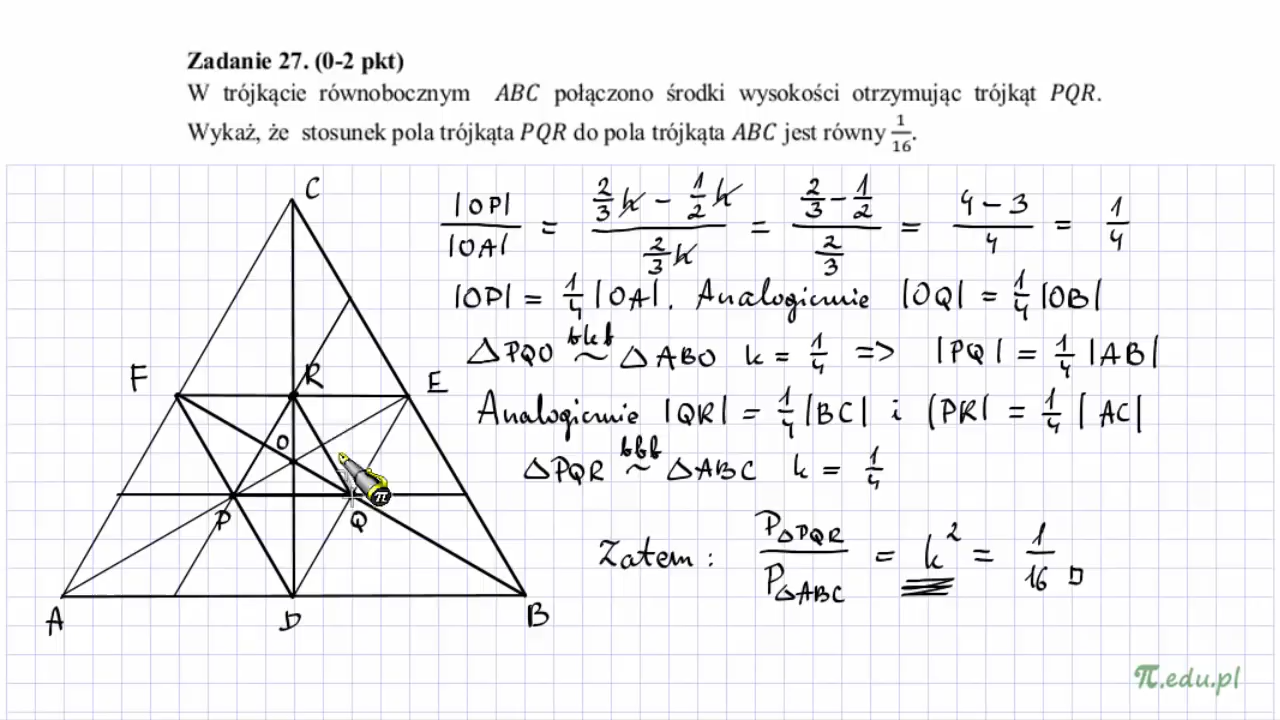 Zadanie 27. (0-2 pkt)
W trójkącie równobocznym ABC połączono środki wysokości otrzymując trójkąt PQR.
Wykaż, że stosunek pola trójkąta PQR do pola trójkąta ABC jest równy 1/16.
C
F
R
E
O
P
Q
A
D
B
|OP|/|OA| = (2/3h - 1/2h)/(2/3h) = (2/3 - 1/2)/(2/3) = (4-3)/4 = 1/4
|OP| = 1/4 |OA|. Analogicznie |OQ| = 1/4 |OB|
△PQO bkb ~ △ABO k = 1/4 => |PQ| = 1/4 |AB|
Analogicznie |QR| = 1/4 |BC| i |PR| = 1/4 |AC|
△PQR bbb ~ △ABC k = 1/4
Zatem: P△PQR/P△ABC = k² = 1/16 □
π
π.edu.pl